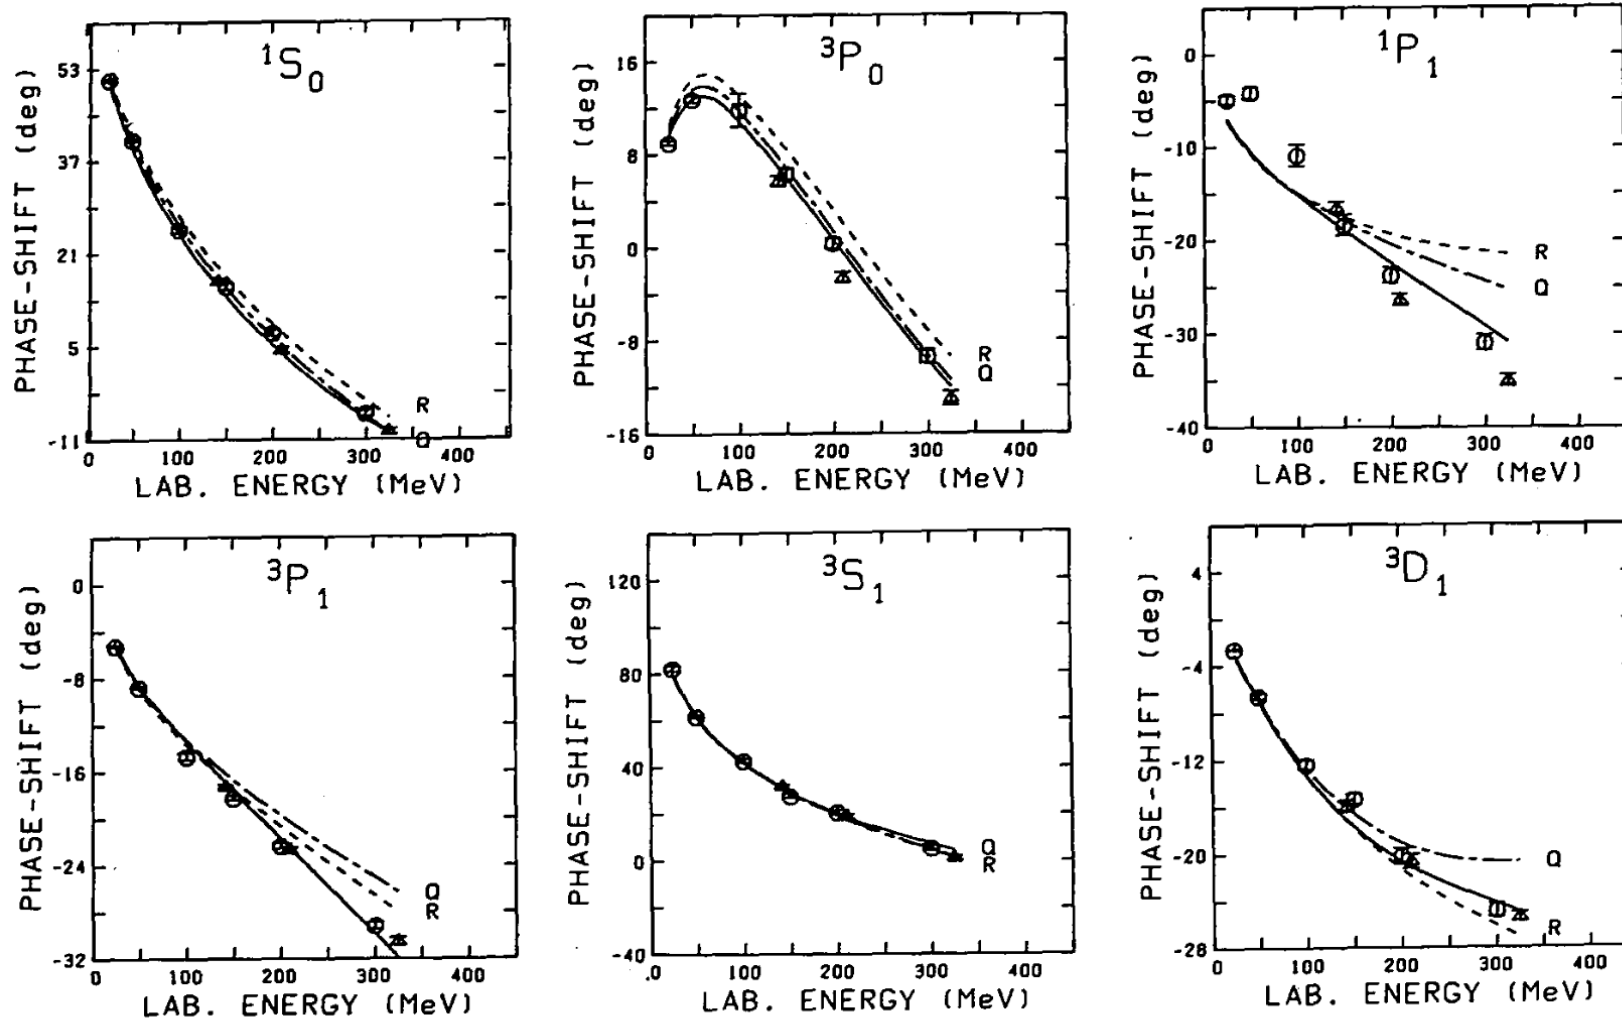 ¹S₀
PHASE-SHIFT (deg)
53
37
21
5
-11
R
Q
0 100 200 300 400
LAB. ENERGY (MeV)
³P₀
PHASE-SHIFT (deg)
16
8
0
-8
-16
R
Q
0 100 200 300 400
LAB. ENERGY (MeV)
¹P₁
PHASE-SHIFT (deg)
0
-10
-20
-30
-40
R
Q
0 100 200 300 400
LAB. ENERGY (MeV)
³P₁
PHASE-SHIFT (deg)
0
-8
-16
-24
-32
Q
R
0 100 200 300 400
LAB. ENERGY (MeV)
³S₁
PHASE-SHIFT (deg)
120
80
40
0
-40
Q
R
.0 100 200 300 400
LAB. ENERGY (MeV)
³D₁
PHASE-SHIFT (deg)
4
-4
-12
-20
-28
Q
R
0 100 200 300 400
LAB. ENERGY (MeV)